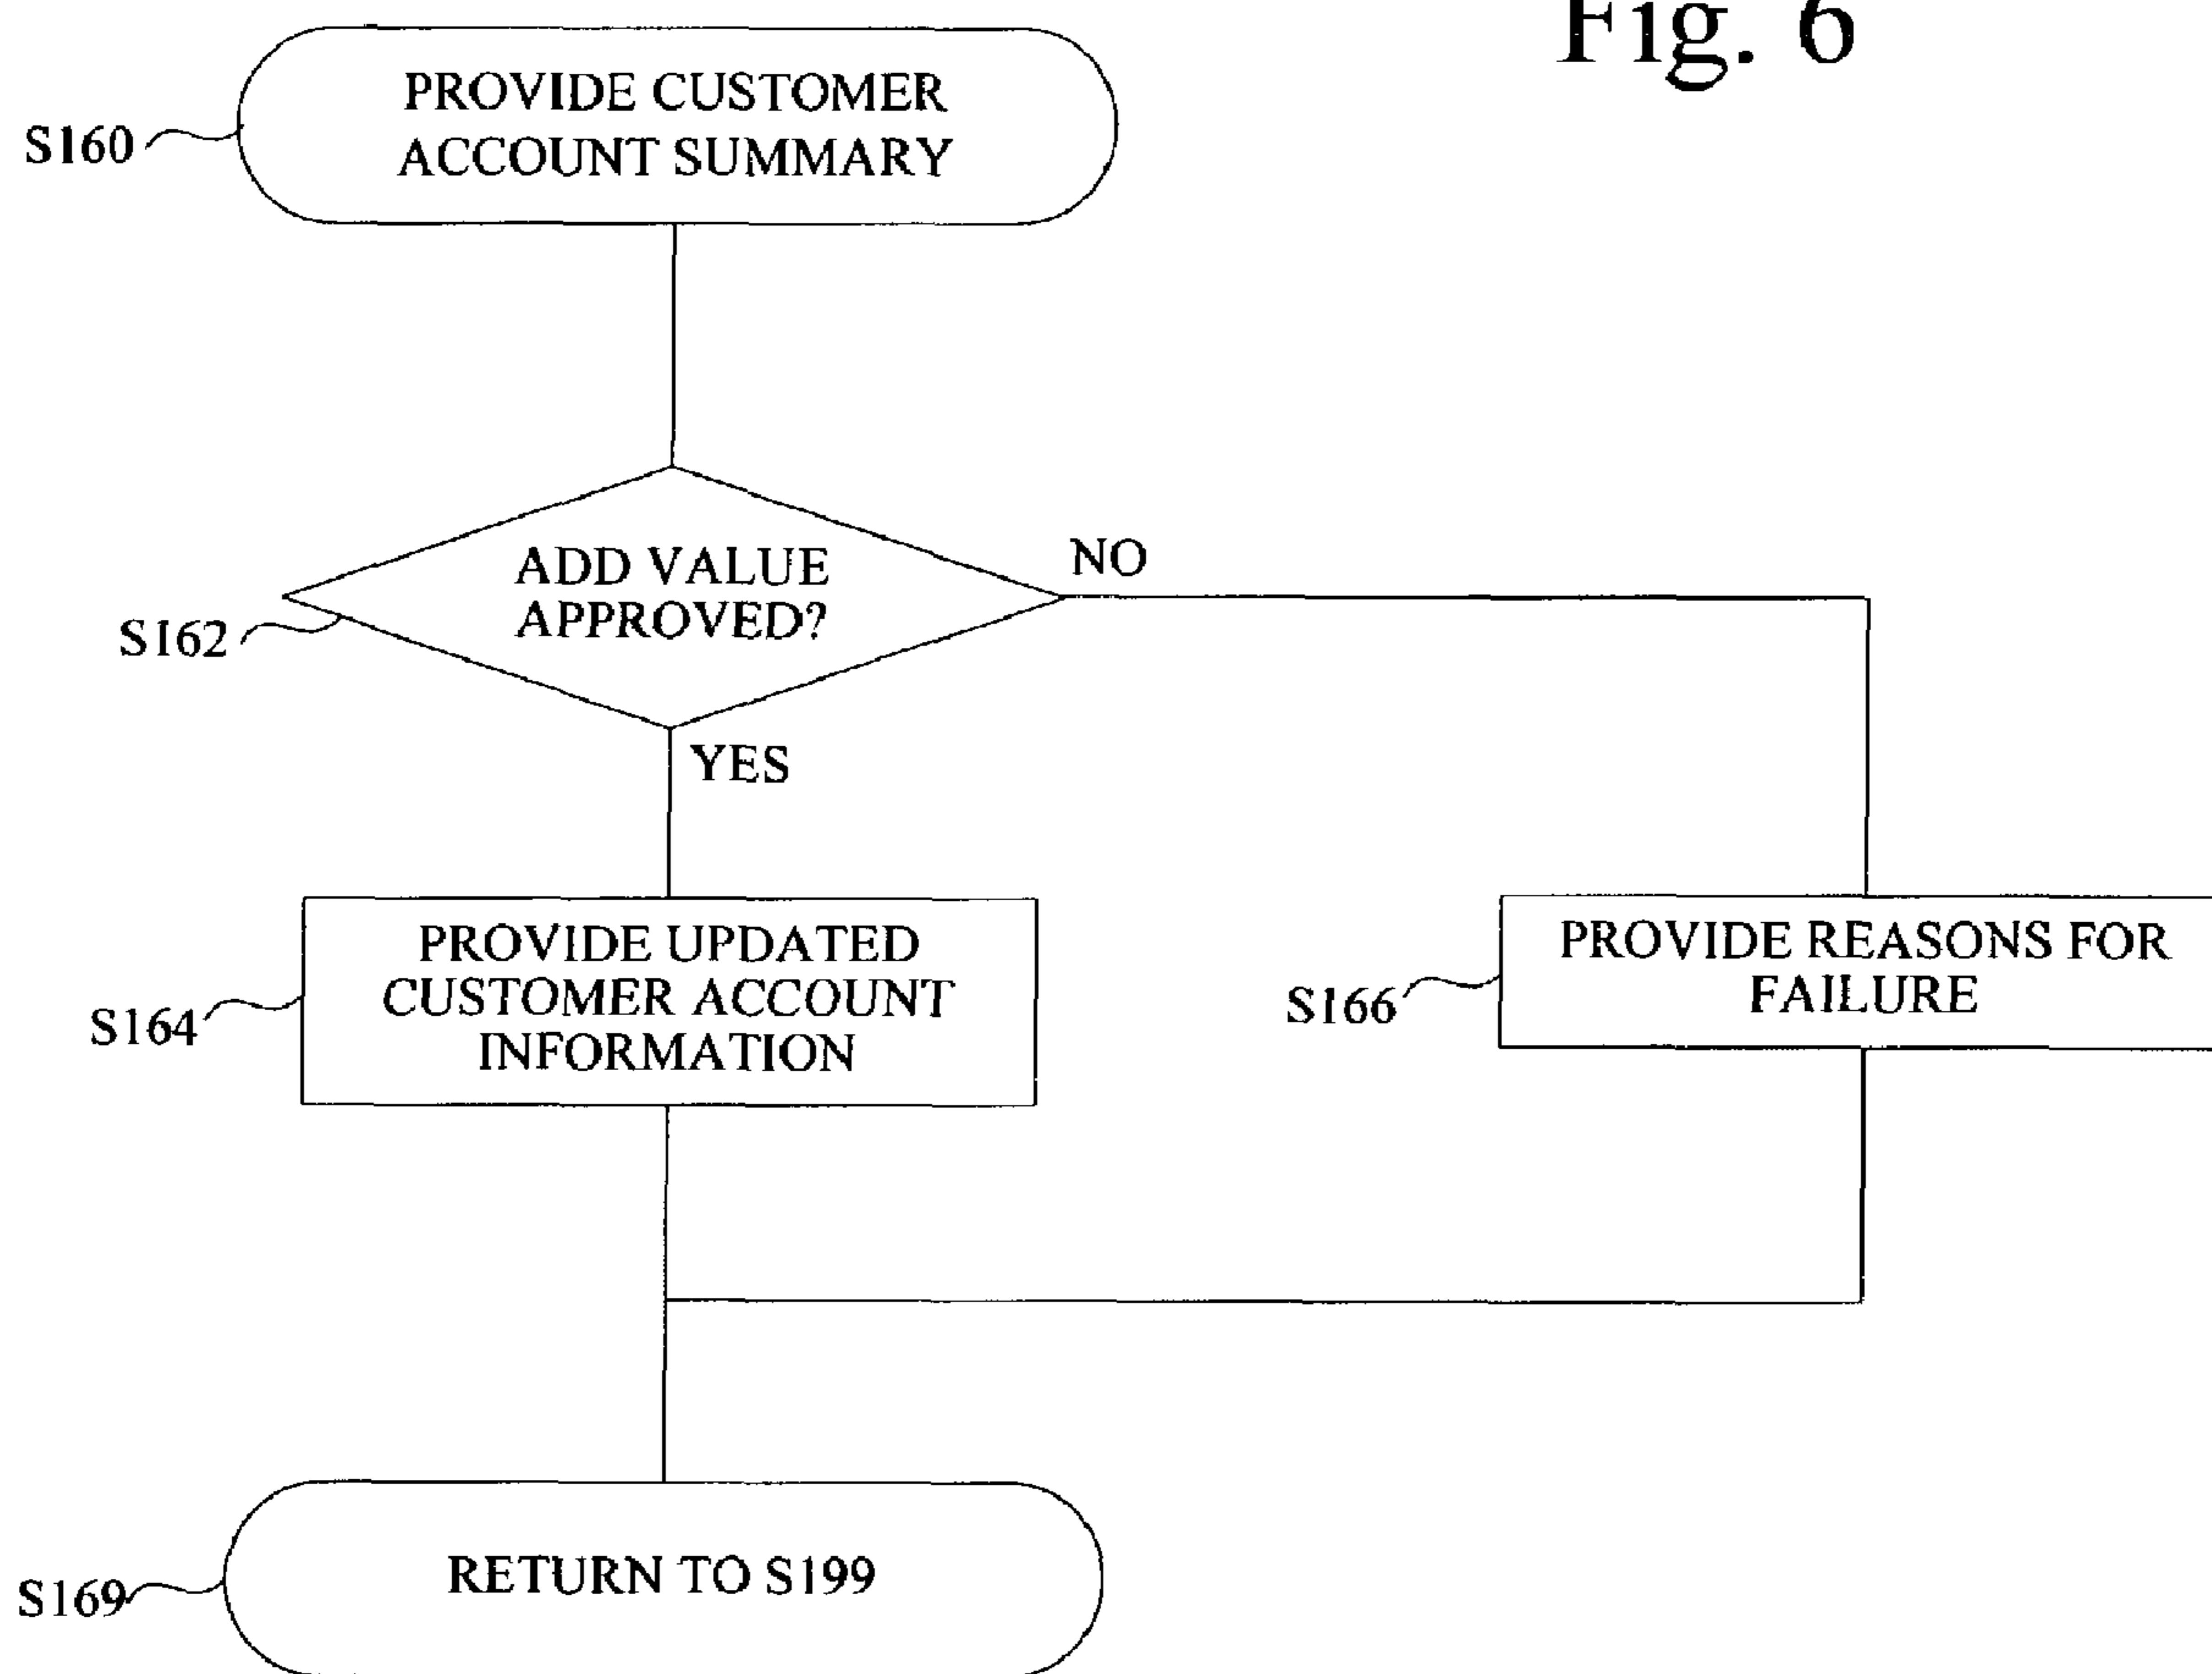 Fig. 6
PROVIDE CUSTOMER
ACCOUNT SUMMARY
S160
ADD VALUE
APPROVED?
NO
S162
YES
PROVIDE UPDATED
CUSTOMER ACCOUNT
INFORMATION
S164
PROVIDE REASONS FOR
FAILURE
S166
RETURN TO S199
S169